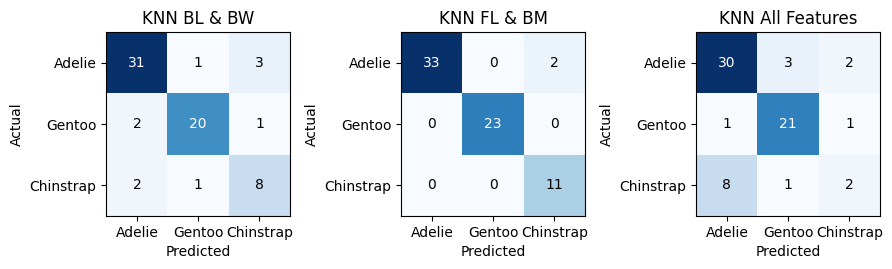 KNN BL & BW
KNN FL & BM
KNN All Features
Actual
Adelie
31
1
3
Gentoo
2
20
1
Chinstrap
2
1
8
Adelie
Gentoo
Chinstrap
Predicted
Actual
Adelie
33
0
2
Gentoo
0
23
0
Chinstrap
0
0
11
Adelie
Gentoo
Chinstrap
Predicted
Actual
Adelie
30
3
2
Gentoo
1
21
1
Chinstrap
8
1
2
Adelie
Gentoo
Chinstrap
Predicted